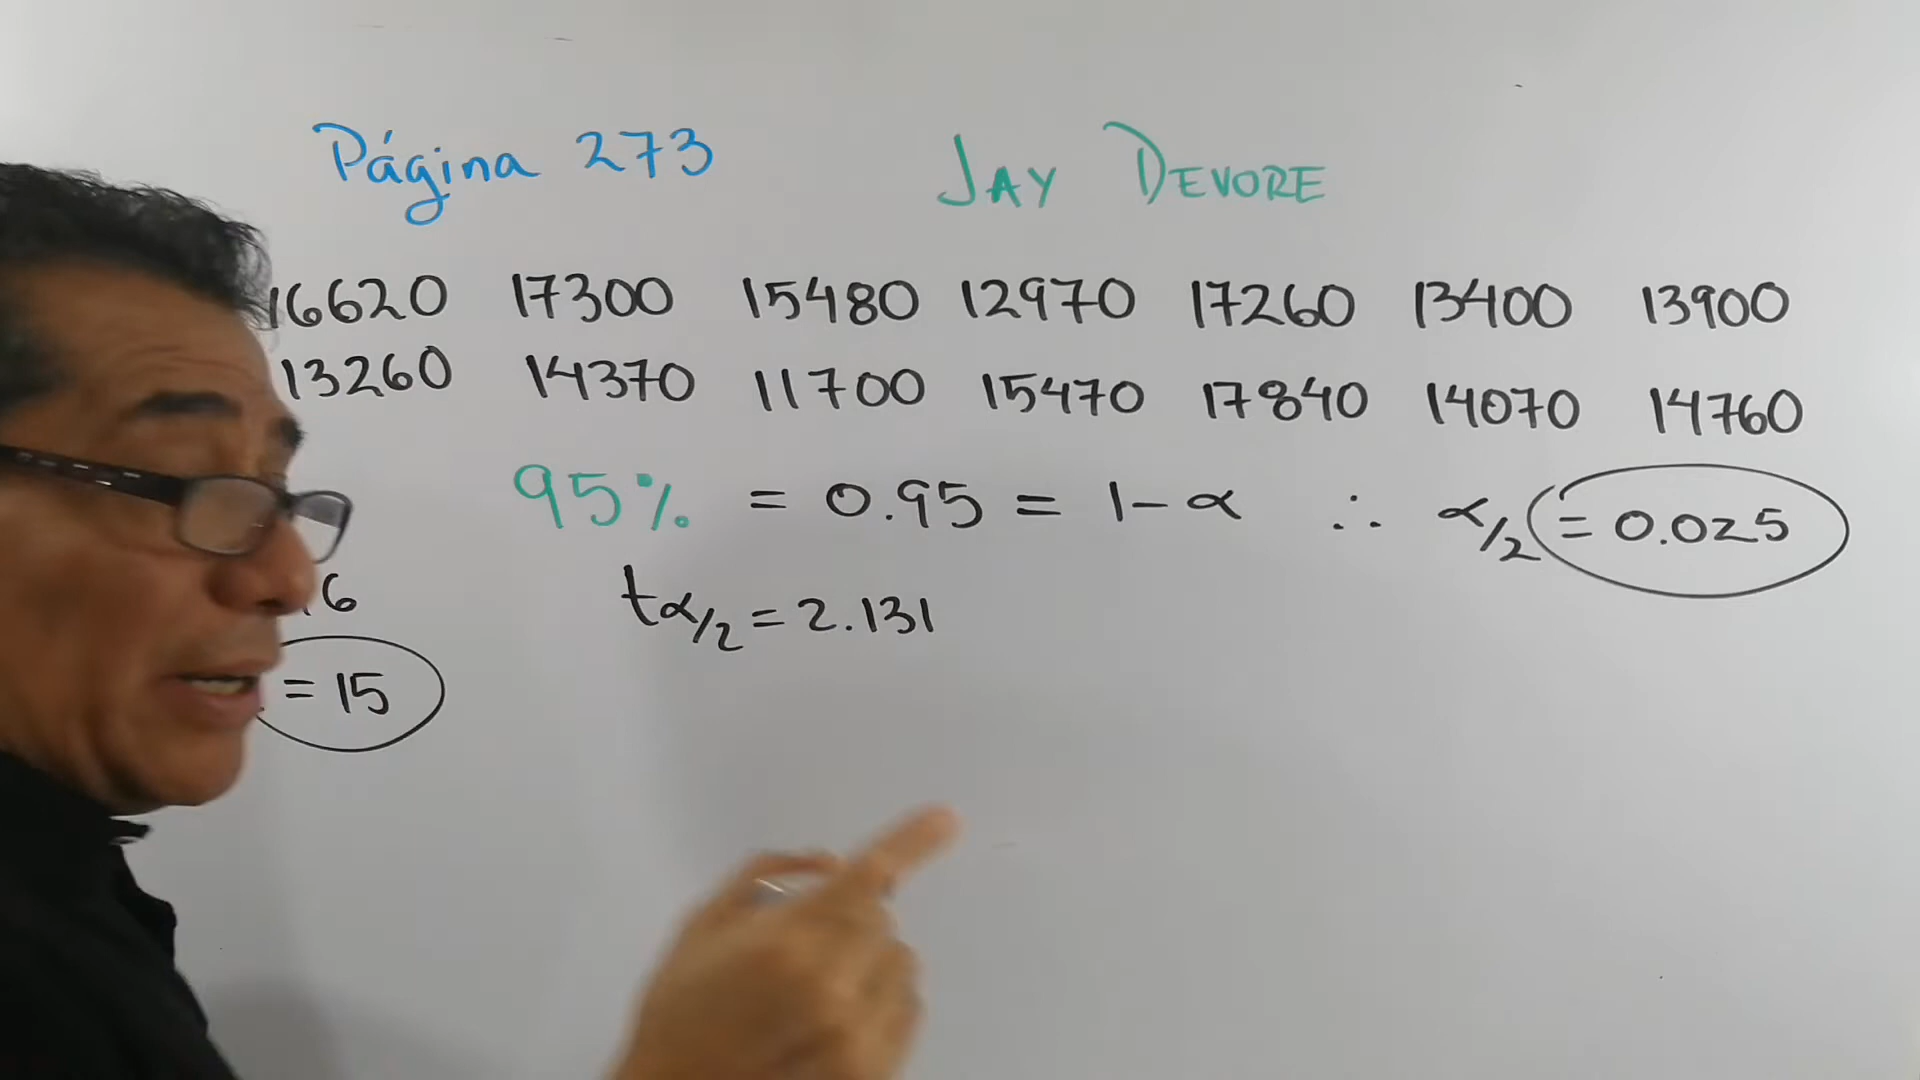 Página 273 JAY DEVORE
16620 17300 15480 12970 17260 13400 13900
13260 14370 11700 15470 17840 14070 14760
95% = 0.95 = 1-α ∴ α/2 = 0.025
6 tα/2 = 2.131
= 15